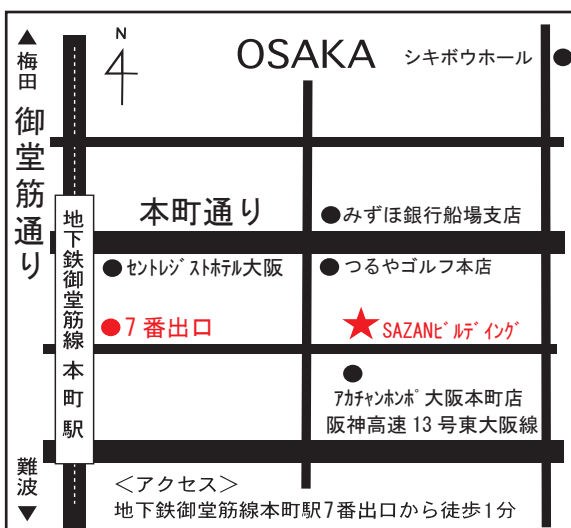 N
OSAKA
シキボウホール
▲梅田
御堂筋通り
本町通り
みずほ銀行船場支店
地下鉄御堂筋線 本町駅
セントレジストホテル大阪
つるやゴルフ本店
7番出口
SAZANビルデイング
アカチャンホンポ大阪本町店
阪神高速13号東大阪線
難波▼
＜アクセス＞
地下鉄御堂筋線本町駅7番出口から徒歩1分